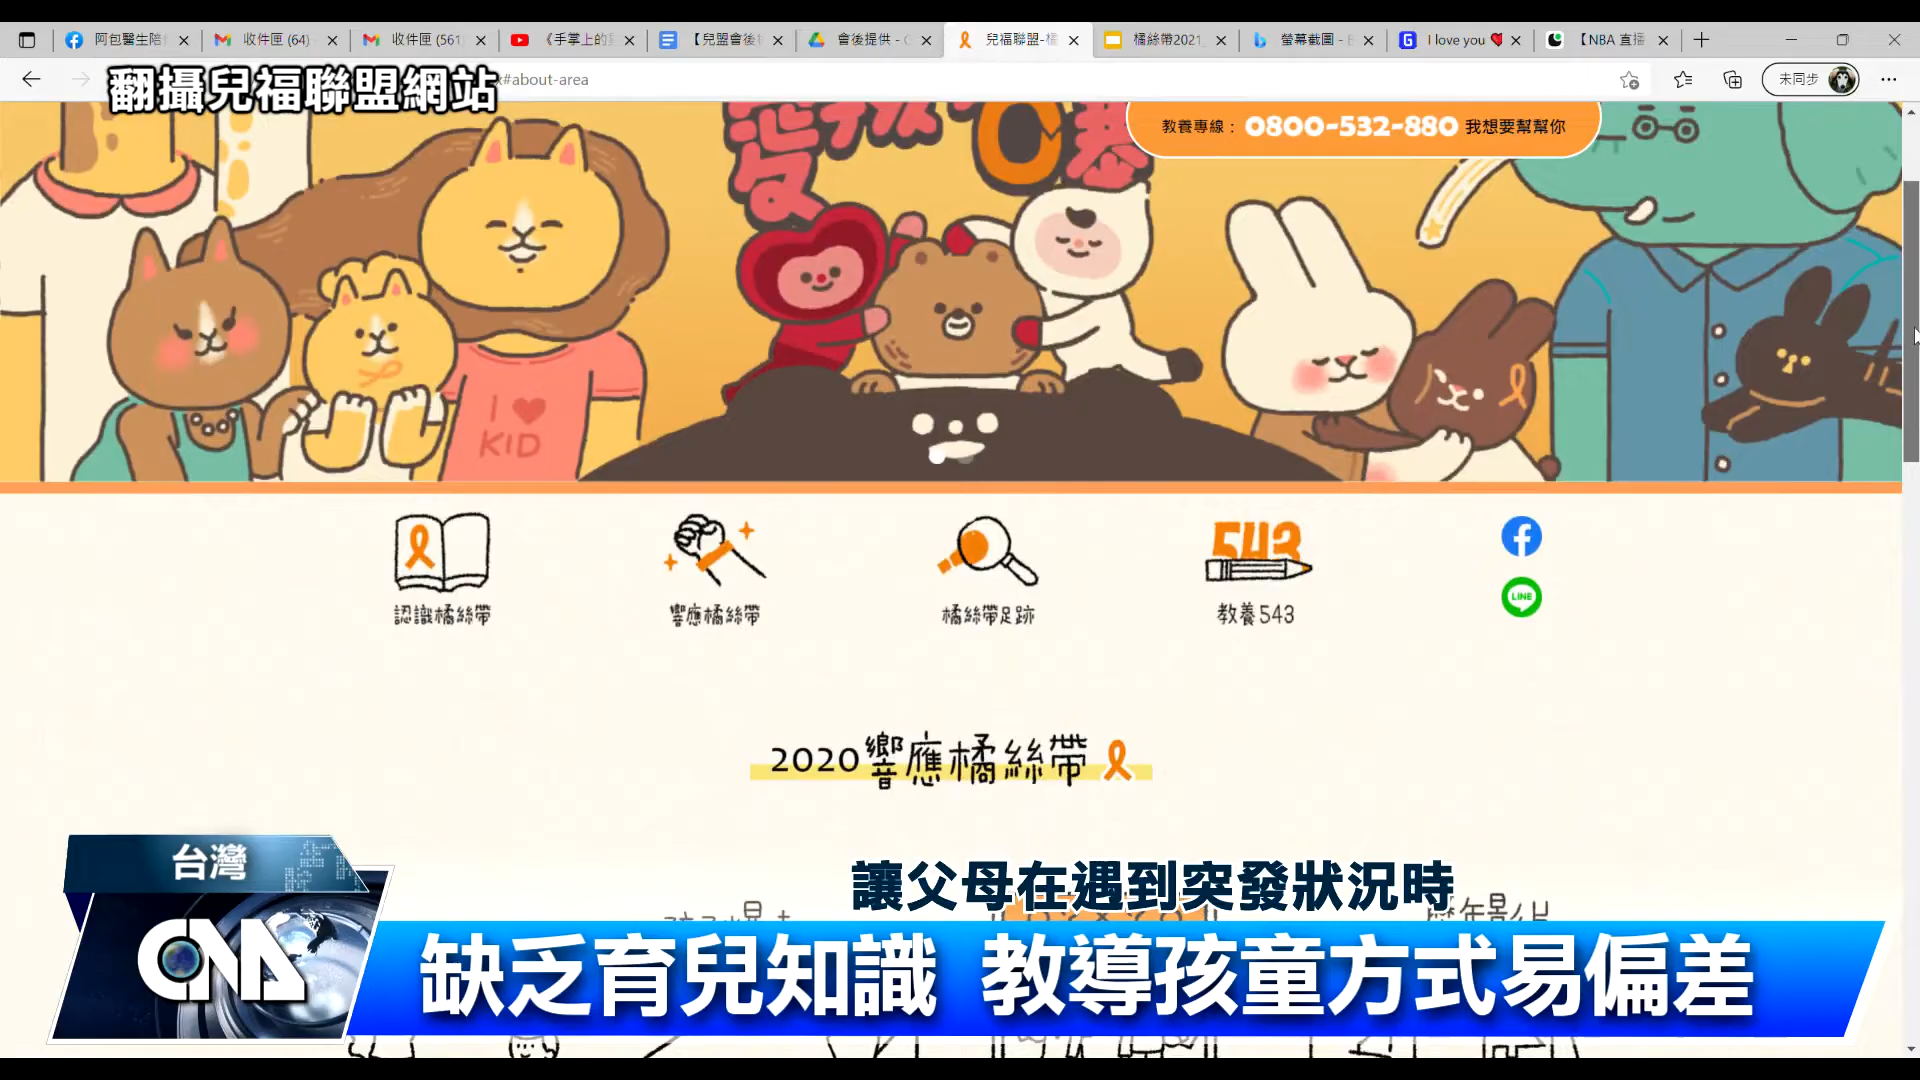 阿包醫生陪
收件匣 (64)
收件匣 (561
《手掌上的
【兒盟會後
會後提供 -
兒福聯盟-橘
橘絲帶2021
螢幕截圖 -
I love you
【NBA 直播
翻攝兒福聯盟網站
#about-area
未同步
教養專線： 0800-532-880 我想要幫幫你
I ♥
KID
543
LINE
認識橘絲帶
響應橘絲帶
橘絲帶足跡
教養543
2020響應橘絲帶
台灣
讓父母在遇到突發狀況時
CNA
缺乏育兒知識 教導孩童方式易偏差